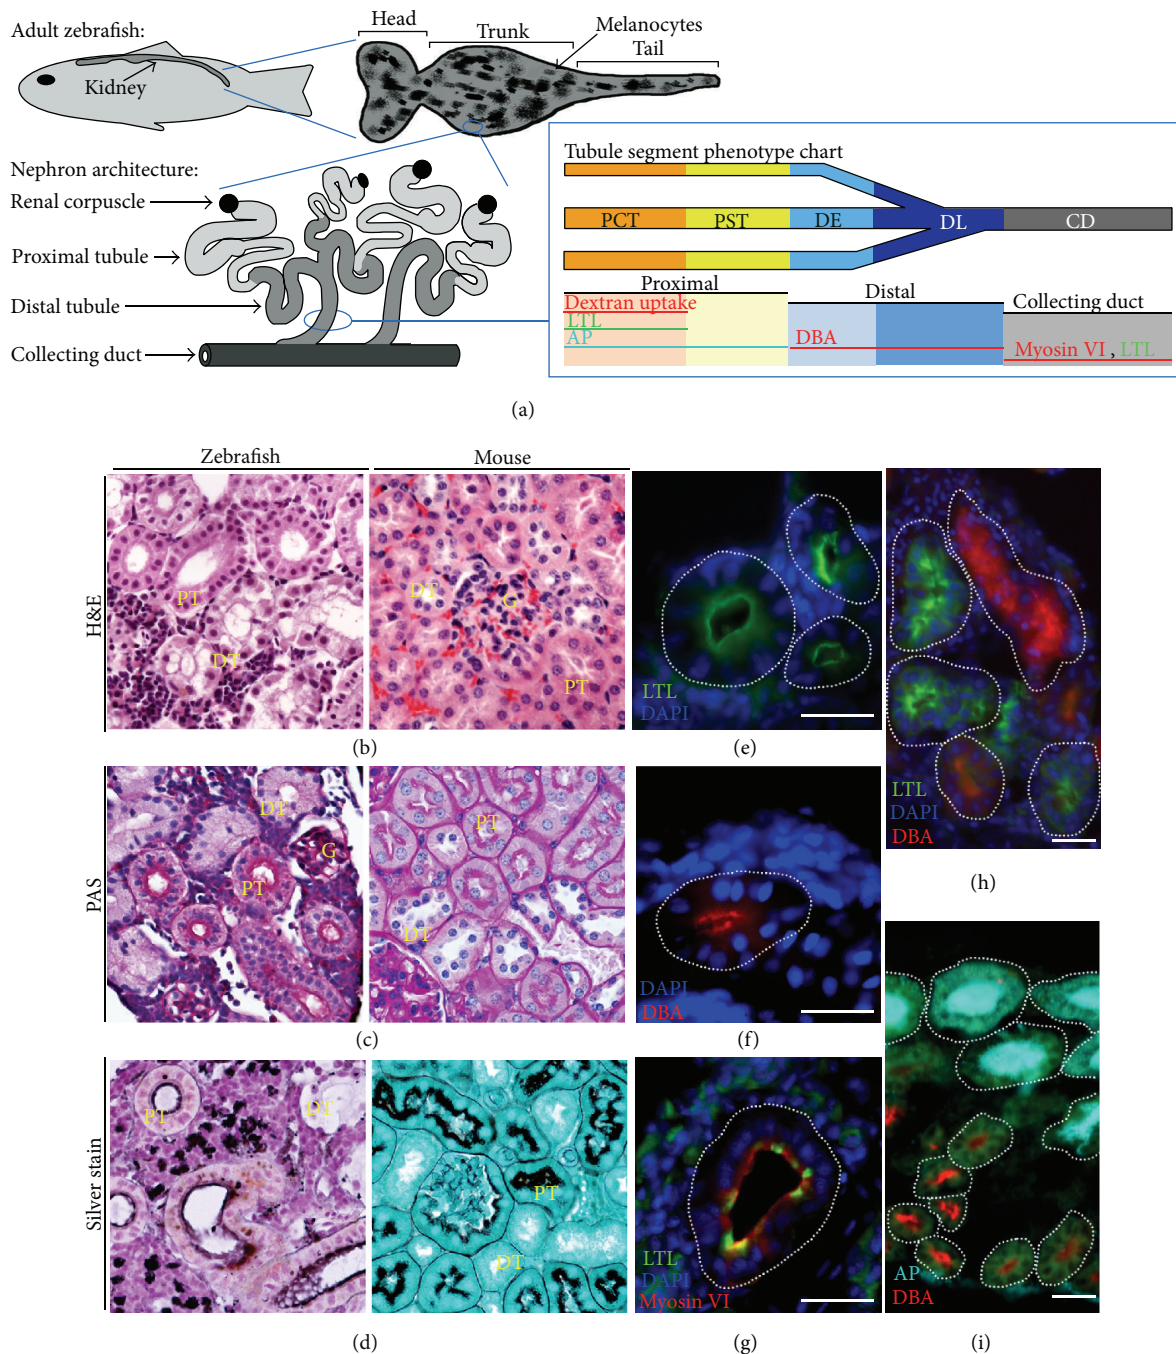 Adult zebrafish:
Kidney
Head
Trunk
Melanocytes
Tail
Nephron architecture:
Renal corpuscle
Proximal tubule
Distal tubule
Collecting duct
Tubule segment phenotype chart
PCT PST DE DL CD
Proximal
Distal
Collecting duct
Dextran uptake
LTL
AP
DBA
Myosin VI , LTL
(a)
Zebrafish
Mouse
H&E
PT
DT
DT
G
PT
(b)
LTL
DAPI
(e)
LTL
DAPI
DBA
(h)
PAS
DT
G
PT
PT
DT
(c)
DAPI
DBA
(f)
Silver stain
PT
DT
PT
DT
(d)
LTL
DAPI
Myosin VI
(g)
AP
DBA
(i)